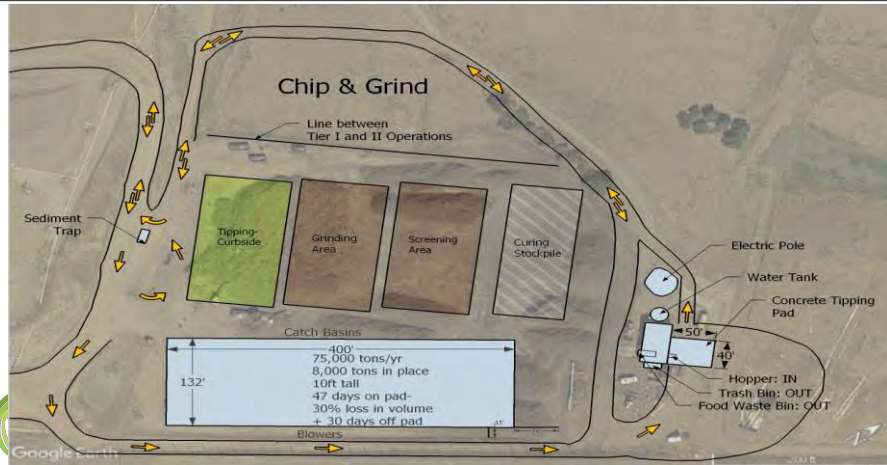 Chip & Grind
Line between
Tier I and II Operations
Sediment
Trap
Tipping-
Curbside
Grinding
Area
Screening
Area
Curing
Stockpile
Electric Pole
Water Tank
Concrete Tipping
Pad
50'
40'
Hopper: IN
Trash Bin: OUT
Food Waste Bin: OUT
Catch Basins
400'
132'
75,000 tons/yr
8,000 tons in place
10ft tall
47 days on pad-
30% loss in volume
+ 30 days off pad
Blowers
Google Earth